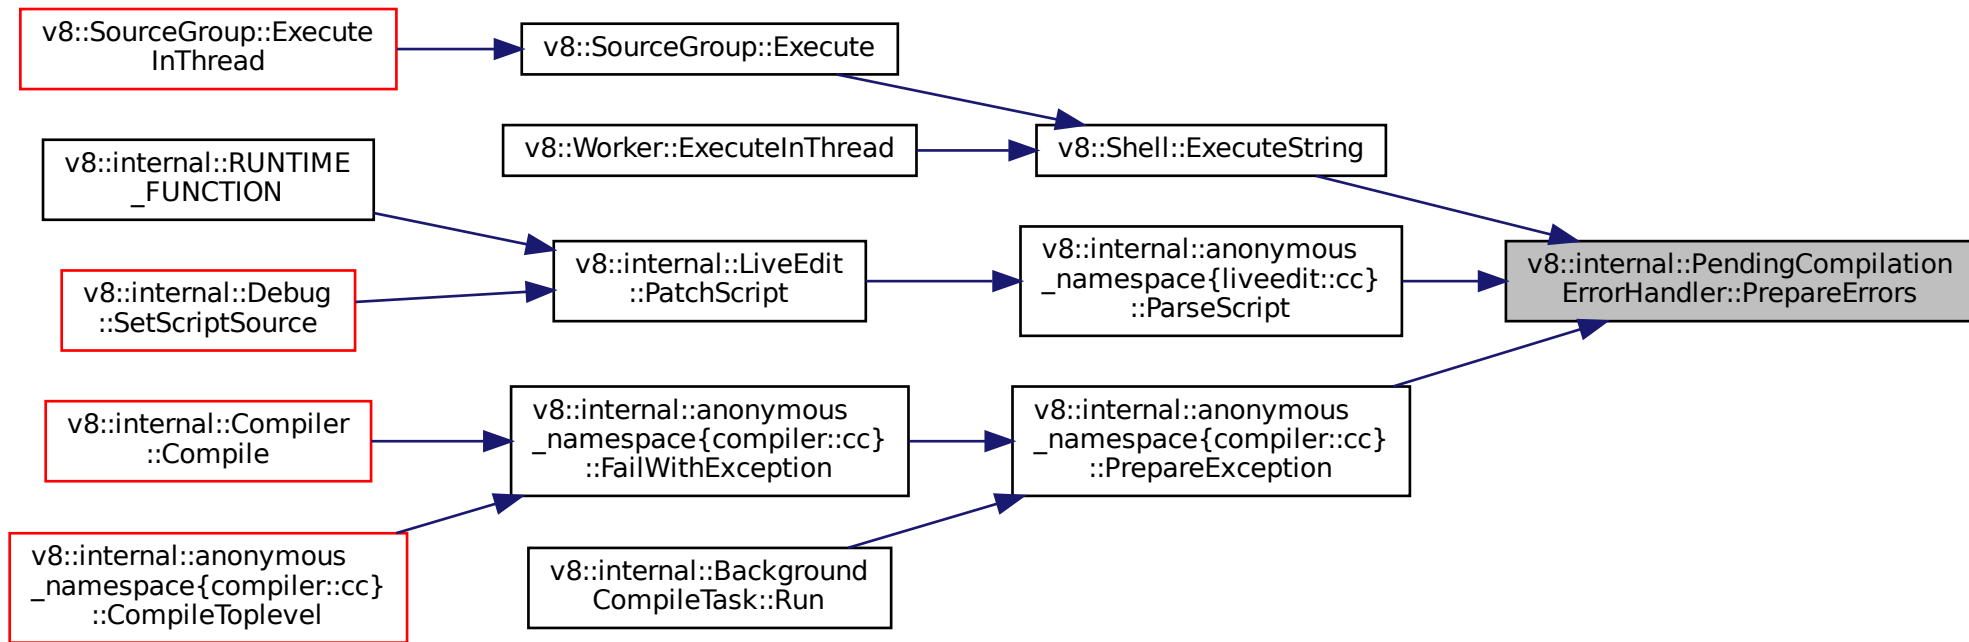 v8::SourceGroup::Execute
InThread
v8::SourceGroup::Execute
v8::internal::RUNTIME
_FUNCTION
v8::Worker::ExecuteInThread
v8::Shell::ExecuteString
v8::internal::Debug
::SetScriptSource
v8::internal::LiveEdit
::PatchScript
v8::internal::anonymous
_namespace{liveedit::cc}
::ParseScript
v8::internal::PendingCompilation
ErrorHandler::PrepareErrors
v8::internal::Compiler
::Compile
v8::internal::anonymous
_namespace{compiler::cc}
::FailWithException
v8::internal::anonymous
_namespace{compiler::cc}
::PrepareException
v8::internal::anonymous
_namespace{compiler::cc}
::CompileToplevel
v8::internal::Background
CompileTask::Run